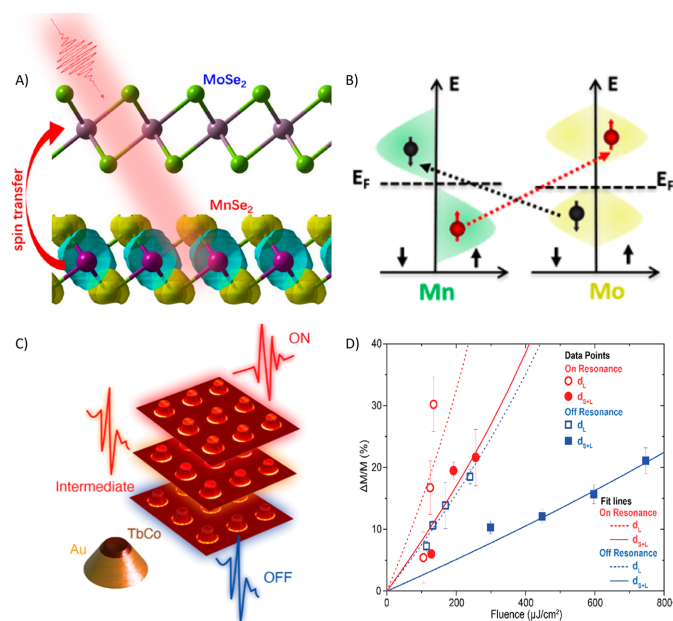 A)
MoSe2
MnSe2
spin transfer
B)
E
E
EF
EF
Mn
Mo
C)
ON
Intermediate
TbCo
Au
OFF
D)
40
30
20
10
0
ΔM/M (%)
0 200 400 600 800
Fluence (μJ/cm²)
Data Points
On Resonance
dL
dS+L
Off Resonance
dL
dS+L
Fit lines
On Resonance
dL
dS+L
Off Resonance
dL
dS+L